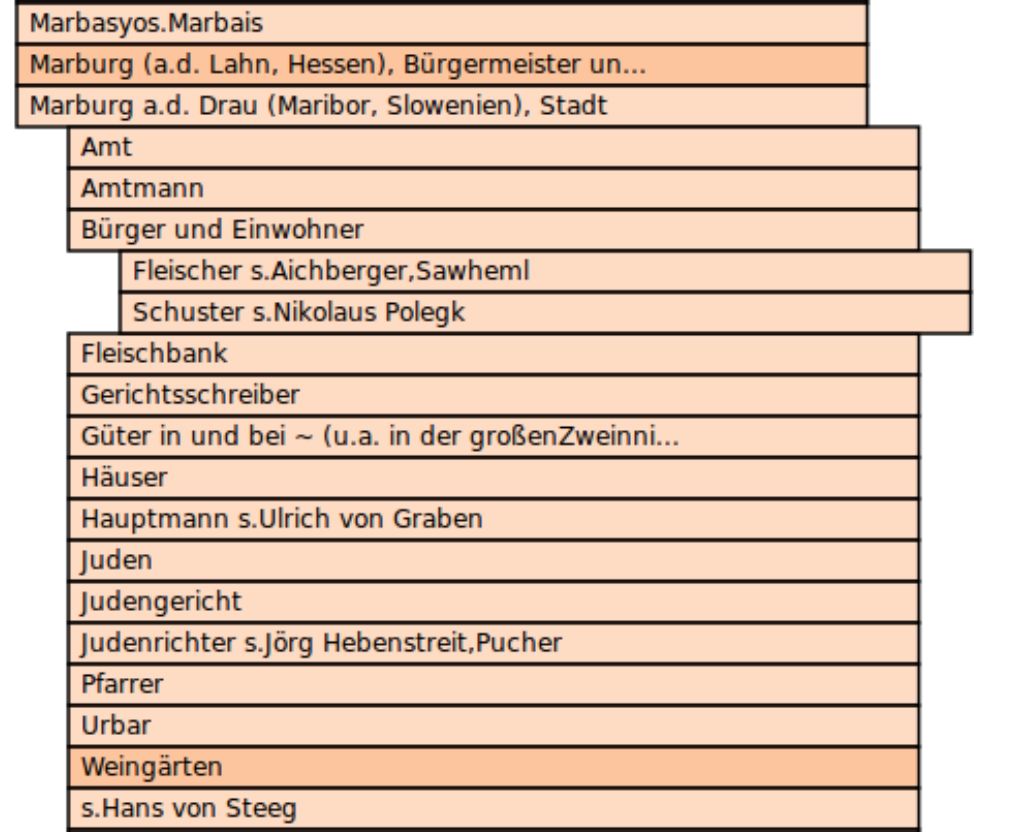 Marbasyos.Marbais
Marburg (a.d. Lahn, Hessen), Bürgermeister un...
Marburg a.d. Drau (Maribor, Slowenien), Stadt
Amt
Amtmann
Bürger und Einwohner
Fleischer s.Aichberger,Sawheml
Schuster s.Nikolaus Polegk
Fleischbank
Gerichtsschreiber
Güter in und bei ~ (u.a. in der großenZweinni...
Häuser
Hauptmann s.Ulrich von Graben
Juden
Judengericht
Judenrichter s.Jörg Hebenstreit,Pucher
Pfarrer
Urbar
Weingärten
s.Hans von Steeg